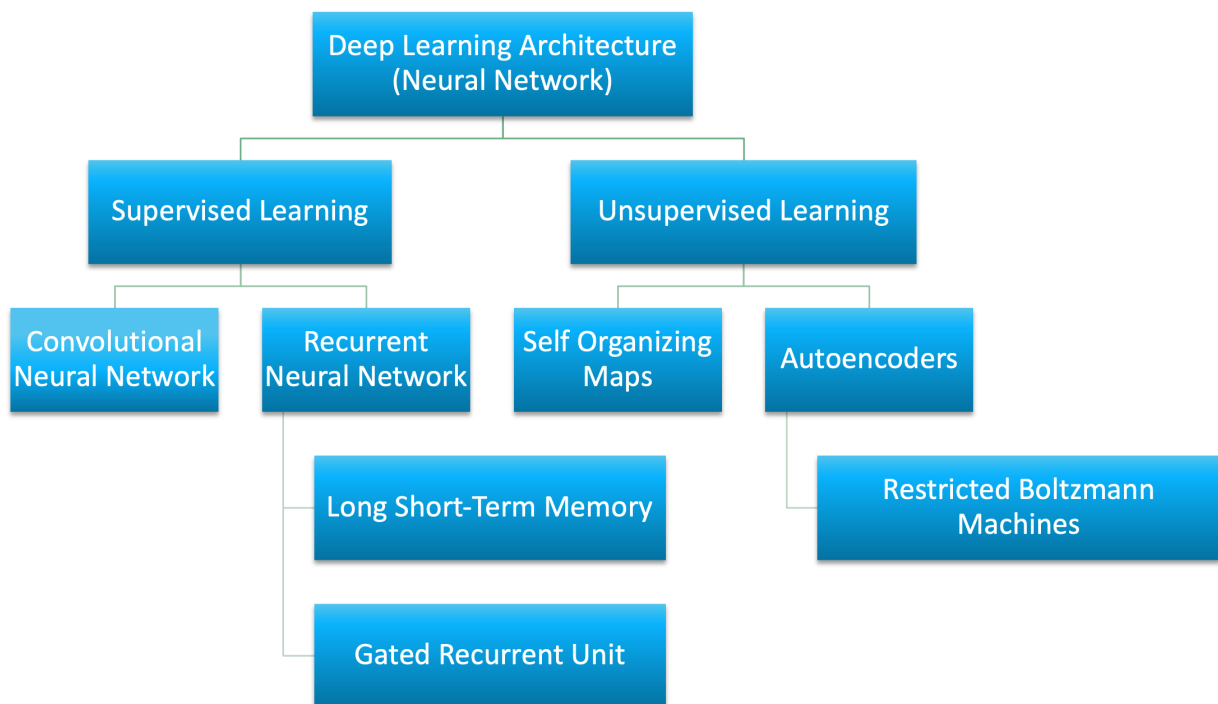 Deep Learning Architecture
(Neural Network)
Supervised Learning
Unsupervised Learning
Convolutional
Neural Network
Recurrent
Neural Network
Self Organizing
Maps
Autoencoders
Long Short-Term Memory
Restricted Boltzmann
Machines
Gated Recurrent Unit